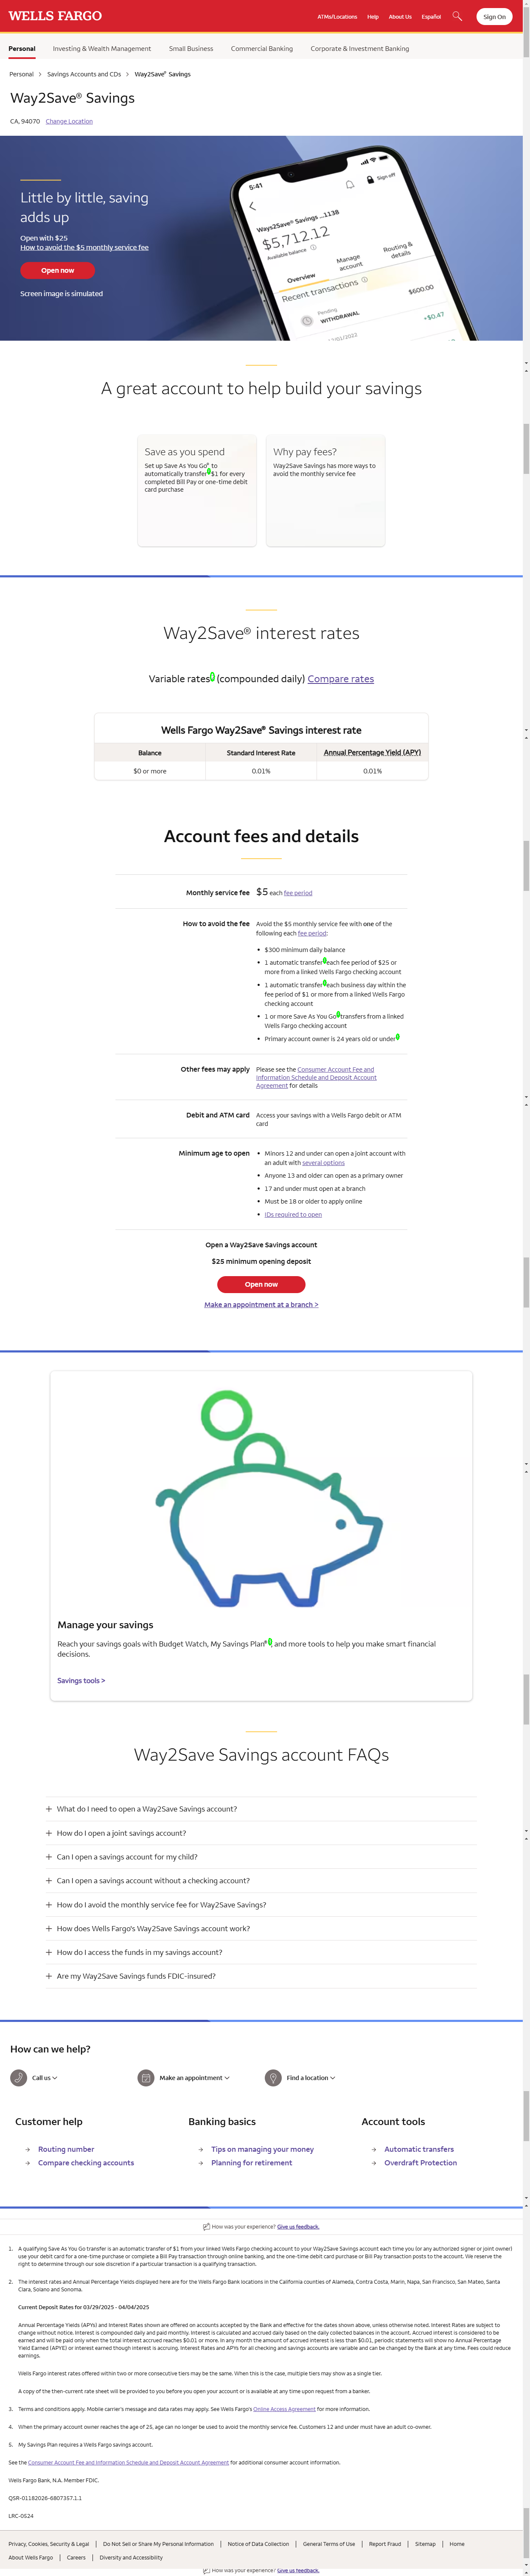 WELLS FARGO
ATMs/Locations Help About Us Español Sign On
Personal Investing & Wealth Management Small Business Commercial Banking Corporate & Investment Banking
Personal Savings Accounts and CDs Way2Save® Savings
Way2Save® Savings
CA, 94070 Change Location
Little by little, saving
adds up
Open with $25
How to avoid the $5 monthly service fee
Open now
Screen image is simulated
5:41
Sign off
Ways2Save® Savings ...1138
$5,712.12
Available balance
Overview
Manage
account
Routing &
details
Recent transactions
Pending
WITHDRAWAL
$600.00
+$0.47
A great account to help build your savings
Save as you spend
Set up Save As You Go® to
automatically transfer $1 for every
completed Bill Pay or one-time debit
card purchase
Why pay fees?
Way2Save Savings has more ways to
avoid the monthly service fee
Way2Save® interest rates
Variable rates (compounded daily) Compare rates
Wells Fargo Way2Save® Savings interest rate
Balance Standard Interest Rate Annual Percentage Yield (APY)
$0 or more 0.01% 0.01%
Account fees and details
Monthly service fee $5 each fee period
How to avoid the fee Avoid the $5 monthly service fee with one of the
following each fee period:
• $300 minimum daily balance
• 1 automatic transfer each fee period of $25 or
more from a linked Wells Fargo checking account
• 1 automatic transfer each business day within the
fee period of $1 or more from a linked Wells Fargo
checking account
• 1 or more Save As You Go transfers from a linked
Wells Fargo checking account
• Primary account owner is 24 years old or under
Other fees may apply Please see the Consumer Account Fee and
Information Schedule and Deposit Account
Agreement for details
Debit and ATM card Access your savings with a Wells Fargo debit or ATM
card
Minimum age to open • Minors 12 and under can open a joint account with
an adult with several options
• Anyone 13 and older can open as a primary owner
• 17 and under must open at a branch
• Must be 18 or older to apply online
• IDs required to open
Open a Way2Save Savings account
$25 minimum opening deposit
Open now
Make an appointment at a branch >
Manage your savings
Reach your savings goals with Budget Watch, My Savings Plan®, and more tools to help you make smart financial
decisions.
Savings tools >
Way2Save Savings account FAQs
What do I need to open a Way2Save Savings account?
How do I open a joint savings account?
Can I open a savings account for my child?
Can I open a savings account without a checking account?
How do I avoid the monthly service fee for Way2Save Savings?
How does Wells Fargo's Way2Save Savings account work?
How do I access the funds in my savings account?
Are my Way2Save Savings funds FDIC-insured?
How can we help?
Call us Make an appointment Find a location
Customer help
Routing number
Compare checking accounts
Banking basics
Tips on managing your money
Planning for retirement
Account tools
Automatic transfers
Overdraft Protection
How was your experience? Give us feedback.
1. A qualifying Save As You Go transfer is an automatic transfer of $1 from your linked Wells Fargo checking account to your Way2Save Savings account each time you (or any authorized signer or joint owner)
use your debit card for a one-time purchase or complete a Bill Pay transaction through online banking, and the one-time debit card purchase or Bill Pay transaction posts to the account. We reserve the
right to determine through our sole discretion if a particular transaction is a qualifying transaction.
2. The interest rates and Annual Percentage Yields displayed here are for the Wells Fargo Bank locations in the California counties of Alameda, Contra Costa, Marin, Napa, San Francisco, San Mateo, Santa
Clara, Solano and Sonoma.
Current Deposit Rates for 03/29/2025 - 04/04/2025
Annual Percentage Yields (APYs) and Interest Rates shown are offered on accounts accepted by the Bank and effective for the dates shown above, unless otherwise noted. Interest Rates are subject to
change without notice. Interest is compounded daily and paid monthly. Interest is calculated and accrued daily based on the daily collected balances in the account. Accrued interest is considered to be
earned and will be paid only when the total interest accrued reaches $0.01 or more. In any month the amount of accrued interest is less than $0.01, periodic statements will show no Annual Percentage
Yield Earned (APYE) or interest earned though interest is accruing. Interest Rates and APYs for all checking and savings accounts are variable and can be changed by the Bank at any time. Fees could reduce
earnings.
Wells Fargo interest rates offered within two or more consecutive tiers may be the same. When this is the case, multiple tiers may show as a single tier.
A copy of the then-current rate sheet will be provided to you before you open your account or is available at any time upon request from a banker.
3. Terms and conditions apply. Mobile carrier's message and data rates may apply. See Wells Fargo's Online Access Agreement for more information.
4. When the primary account owner reaches the age of 25, age can no longer be used to avoid the monthly service fee. Customers 12 and under must have an adult co-owner.
5. My Savings Plan requires a Wells Fargo savings account.
See the Consumer Account Fee and Information Schedule and Deposit Account Agreement for additional consumer account information.
Wells Fargo Bank, N.A. Member FDIC.
QSR-01182026-6807357.1.1
LRC-0524
Privacy, Cookies, Security & Legal Do Not Sell or Share My Personal Information Notice of Data Collection General Terms of Use Report Fraud Sitemap Home
About Wells Fargo Careers Diversity and Accessibility
How was your experience? Give us feedback.